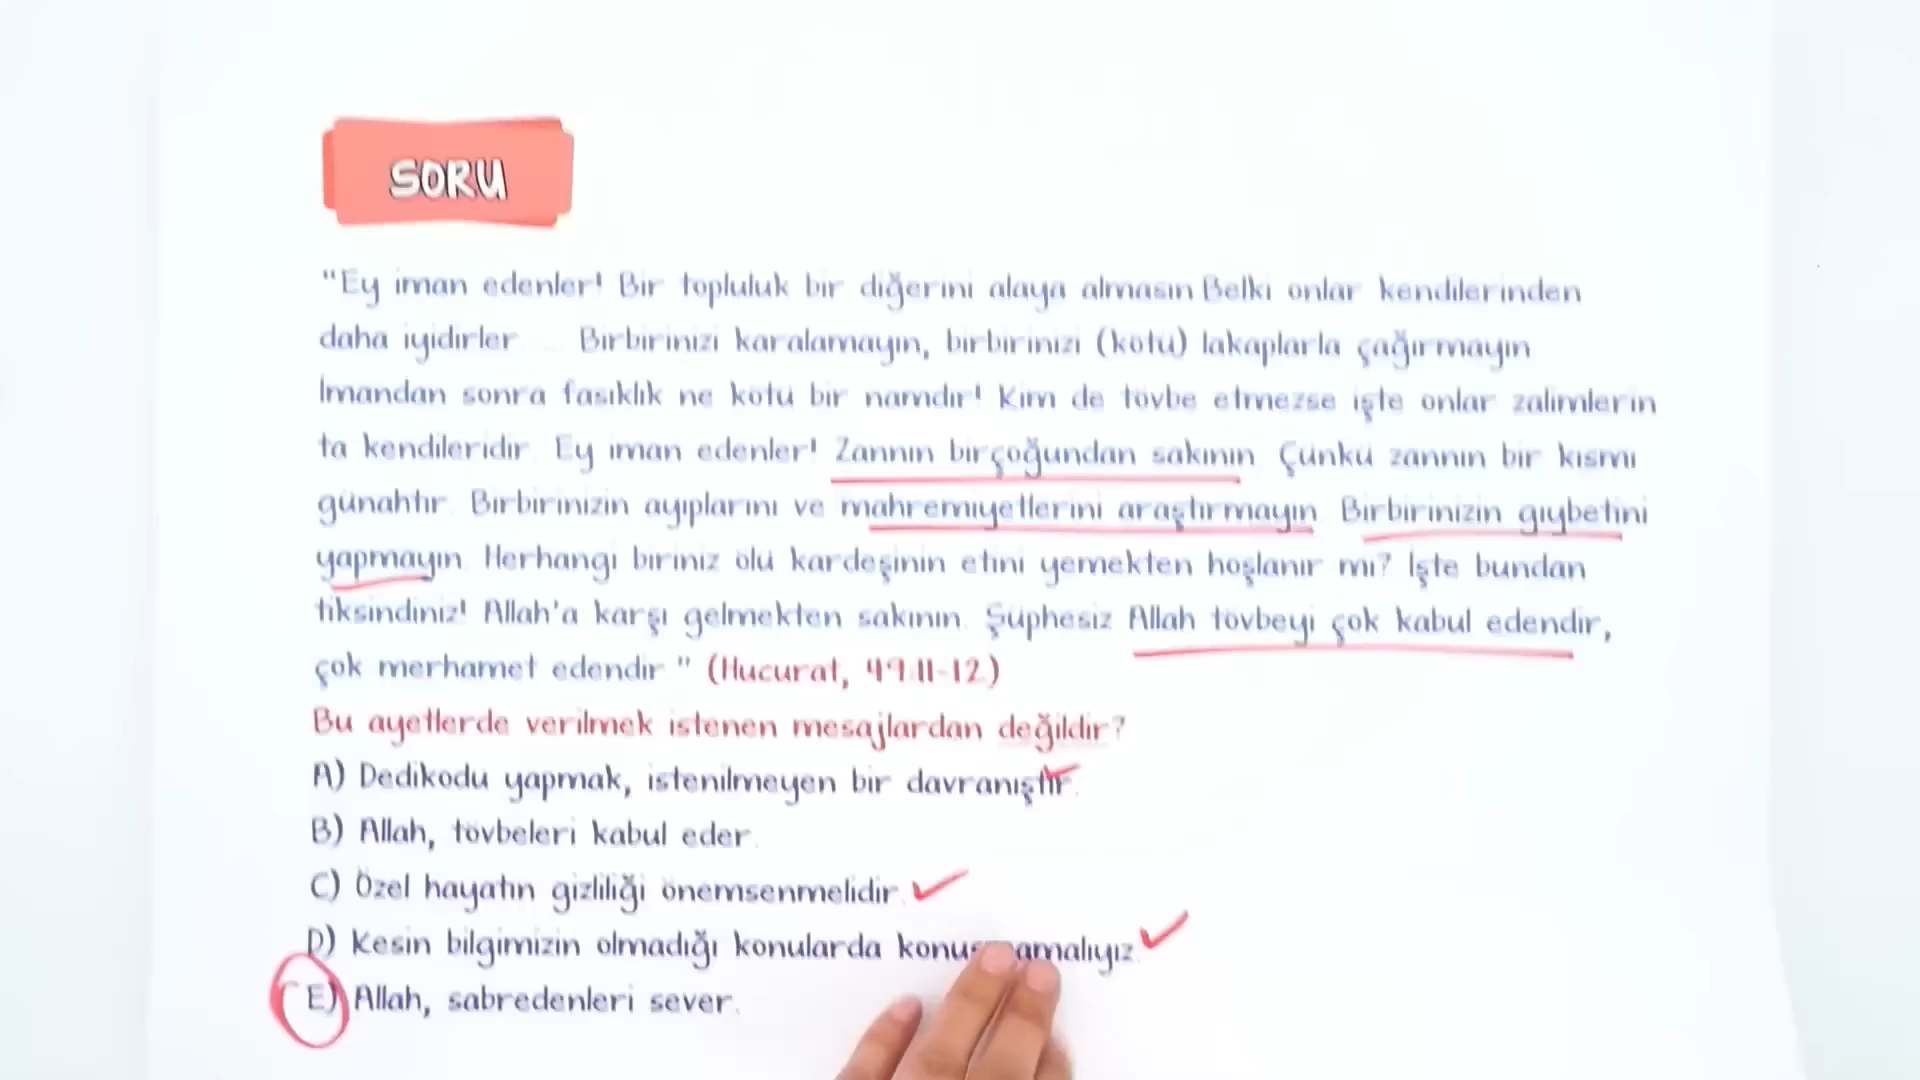 SORU
"Ey iman edenler! Bir topluluk bir diğerini alaya almasın Belki onlar kendilerinden
daha iyidirler ... Birbirinizi karalamayın, birbirinizi (kötü) lakaplarla çağırmayın
İmandan sonra fasıklık ne kötü bir namdır! Kim de tövbe etmezse işte onlar zalimlerin
ta kendileridir. Ey iman edenler! Zannın birçoğundan sakının. Çünkü zannın bir kısmı
günahtır. Birbirinizin ayıplarını ve mahremiyetlerini araştırmayın. Birbirinizin gıybetini
yapmayın. Herhangi biriniz ölü kardeşinin etini yemekten hoşlanır mı? İşte bundan
tiksindiniz! Allah'a karşı gelmekten sakının. Şüphesiz Allah tövbeyi çok kabul edendir,
çok merhamet edendir." (Hucurat, 49:11-12.)
Bu ayetlerde verilmek istenen mesajlardan değildir?
A) Dedikodu yapmak, istenilmeyen bir davranıştır.
B) Allah, tövbeleri kabul eder.
C) Özel hayatın gizliliği önemsenmelidir.
D) Kesin bilgimizin olmadığı konularda
E) Allah, sabredenleri sever.